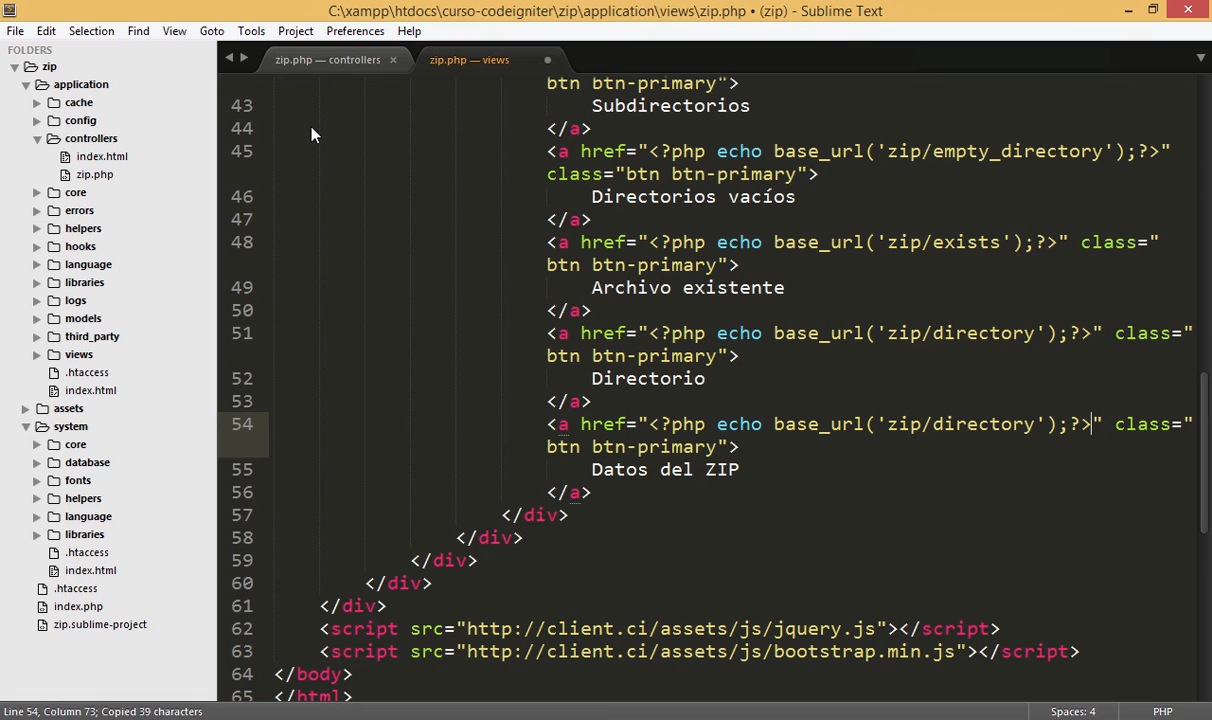 C:\xampp\htdocs\curso-codeigniter\zip\application\views\zip.php • (zip) - Sublime Text
File Edit Selection Find View Goto Tools Project Preferences Help
FOLDERS
zip
application
cache
config
controllers
index.html
zip.php
core
errors
helpers
hooks
language
libraries
logs
models
third_party
views
.htaccess
index.html
assets
system
core
database
fonts
helpers
language
libraries
.htaccess
index.html
.htaccess
index.php
zip.sublime-project
zip.php — controllers × zip.php — views
btn btn-primary">
43 Subdirectorios
44 </a>
45 <a href="<?php echo base_url('zip/empty_directory');?>"
class="btn btn-primary">
46 Directorios vacíos
47 </a>
48 <a href="<?php echo base_url('zip/exists');?>" class="
btn btn-primary">
49 Archivo existente
50 </a>
51 <a href="<?php echo base_url('zip/directory');?>" class="
btn btn-primary">
52 Directorio
53 </a>
54 <a href="<?php echo base_url('zip/directory');?>" class="
btn btn-primary">
55 Datos del ZIP
56 </a>
57 </div>
58 </div>
59 </div>
60 </div>
61 </div>
62 <script src="http://client.ci/assets/js/jquery.js"></script>
63 <script src="http://client.ci/assets/js/bootstrap.min.js"></script>
64 </body>
65 </html>
Line 54, Column 73; Copied 39 characters Spaces: 4 PHP